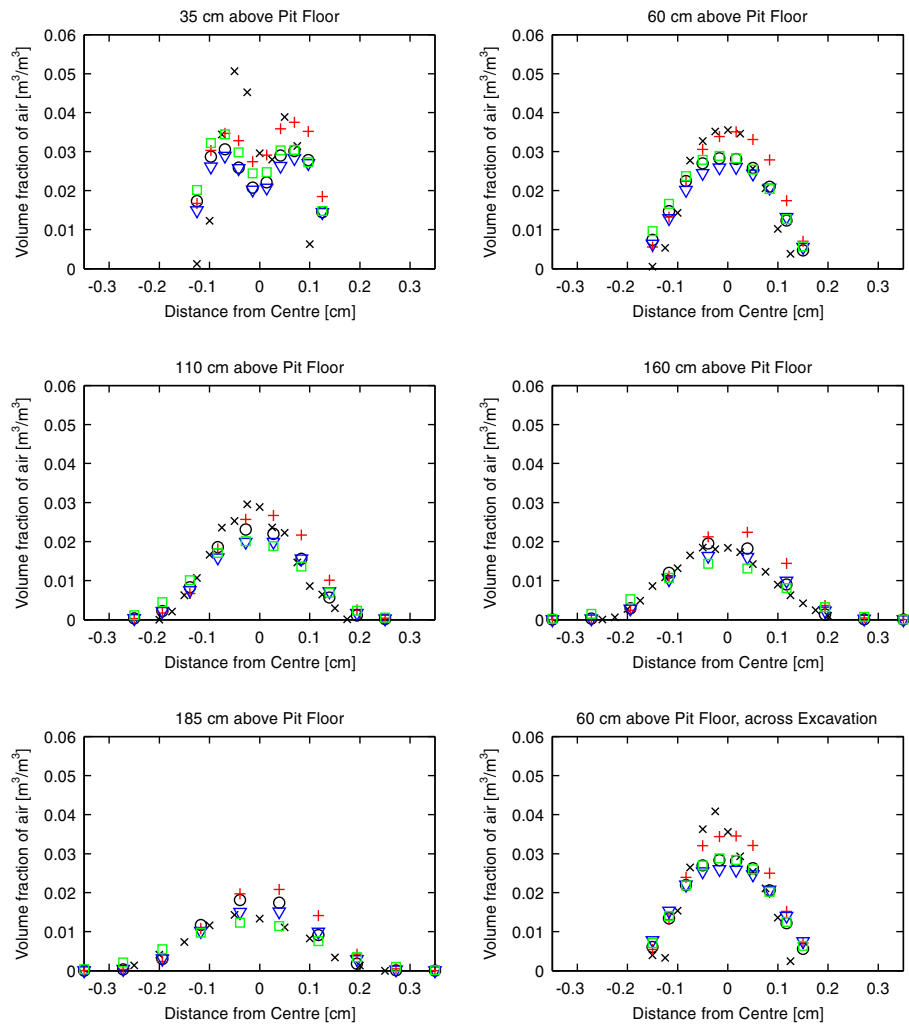 35 cm above Pit Floor
60 cm above Pit Floor
0.06
0.05
0.04
0.03
0.02
0.01
0
Volume fraction of air [m³/m³]
-0.3 -0.2 -0.1 0 0.1 0.2 0.3
Distance from Centre [cm]
0.06
0.05
0.04
0.03
0.02
0.01
0
Volume fraction of air [m³/m³]
-0.3 -0.2 -0.1 0 0.1 0.2 0.3
Distance from Centre [cm]
110 cm above Pit Floor
160 cm above Pit Floor
0.06
0.05
0.04
0.03
0.02
0.01
0
Volume fraction of air [m³/m³]
-0.3 -0.2 -0.1 0 0.1 0.2 0.3
Distance from Centre [cm]
0.06
0.05
0.04
0.03
0.02
0.01
0
Volume fraction of air [m³/m³]
-0.3 -0.2 -0.1 0 0.1 0.2 0.3
Distance from Centre [cm]
185 cm above Pit Floor
60 cm above Pit Floor, across Excavation
0.06
0.05
0.04
0.03
0.02
0.01
0
Volume fraction of air [m³/m³]
-0.3 -0.2 -0.1 0 0.1 0.2 0.3
Distance from Centre [cm]
0.06
0.05
0.04
0.03
0.02
0.01
0
Volume fraction of air [m³/m³]
-0.3 -0.2 -0.1 0 0.1 0.2 0.3
Distance from Centre [cm]